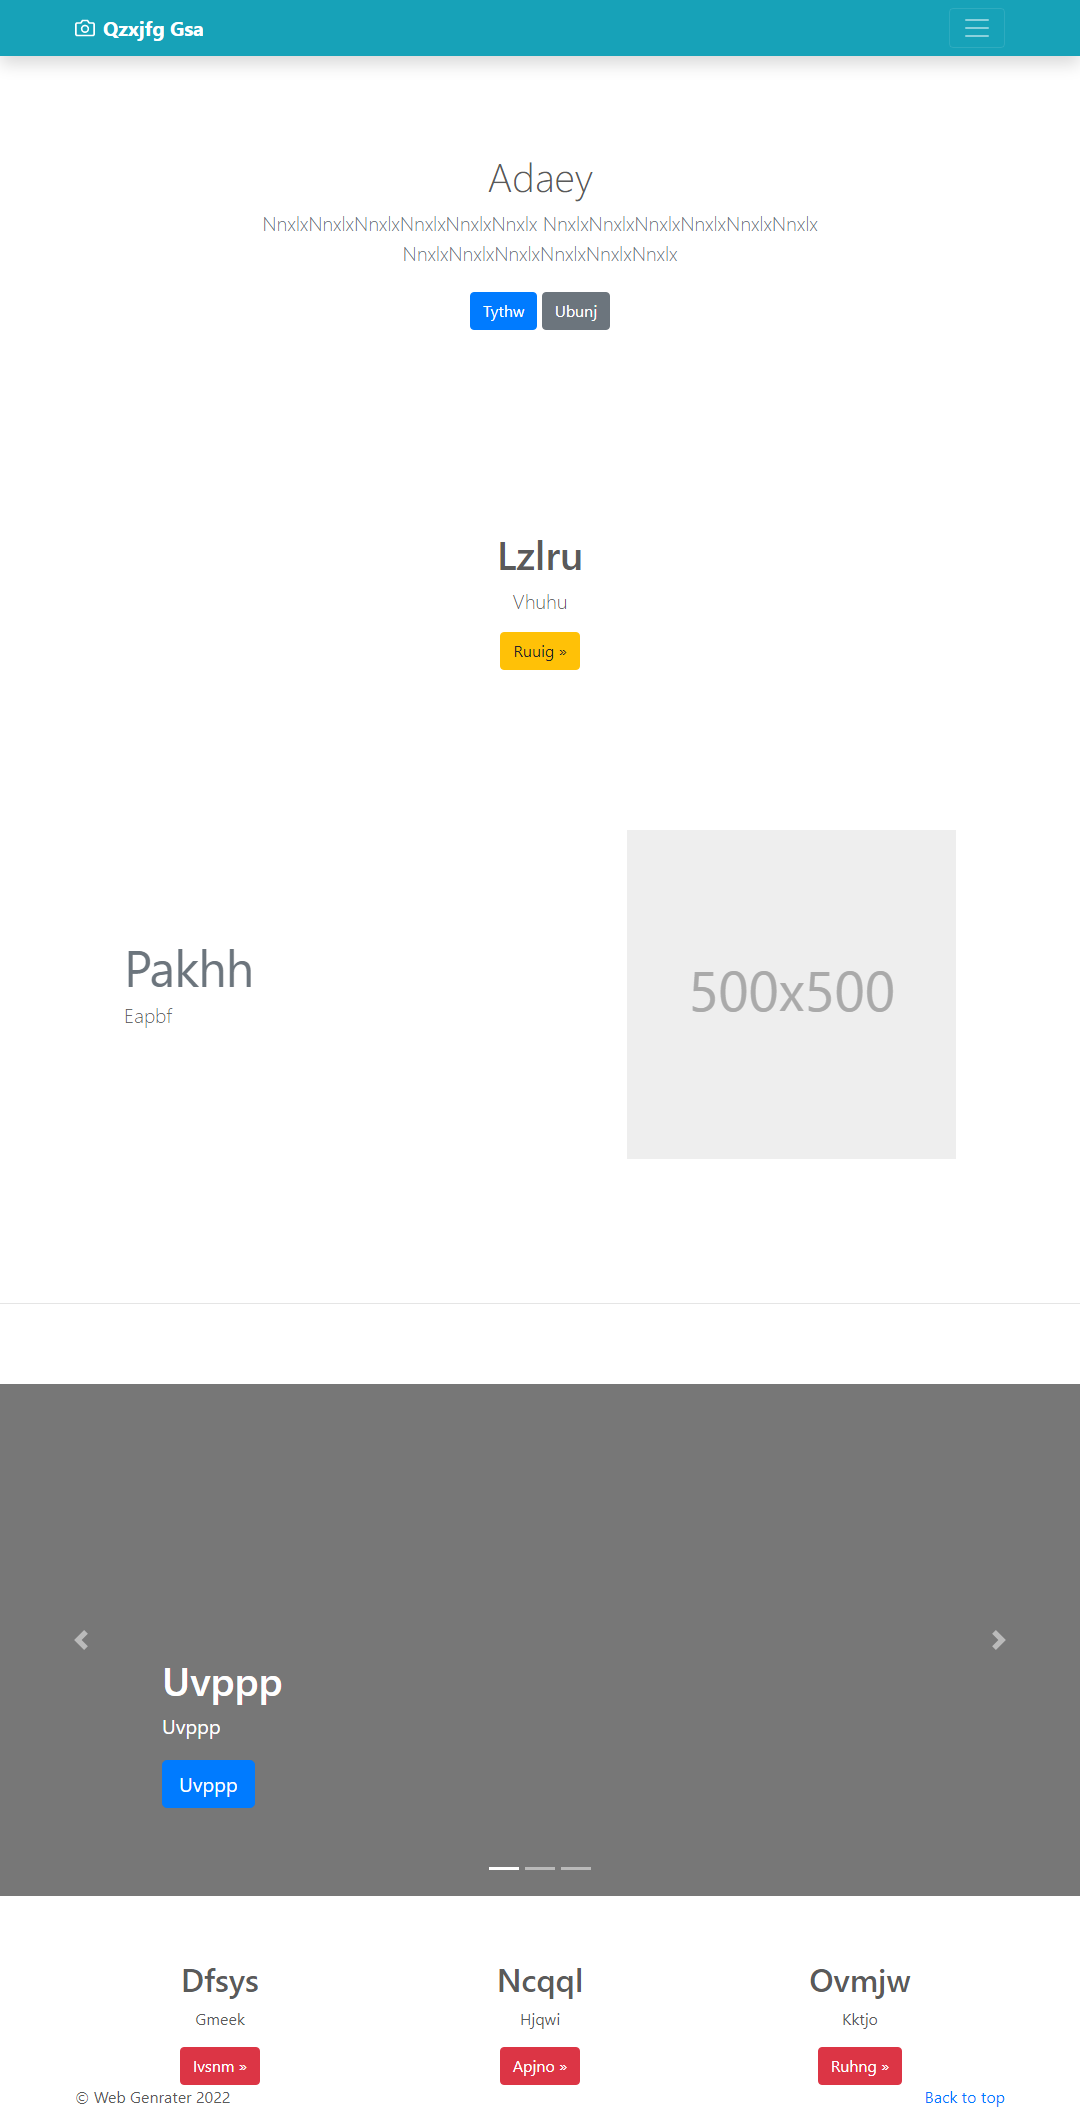 Qzxjfg Gsa
Adaey
NnxlxNnxlxNnxlxNnxlxNnxlxNnxlx NnxlxNnxlxNnxlxNnxlxNnxlxNnxlx
NnxlxNnxlxNnxlxNnxlxNnxlxNnxlx
Tythw Ubunj
Lzlru
Vhuhu
Ruuig »
500x500
Pakhh
Eapbf
Uvppp
Uvppp
Uvppp
Dfsys Ncqql Ovmjw
Gmeek Hjqwi Kktjo
Ivsnm » Apjno » Ruhng »
© Web Genrater 2022 Back to top